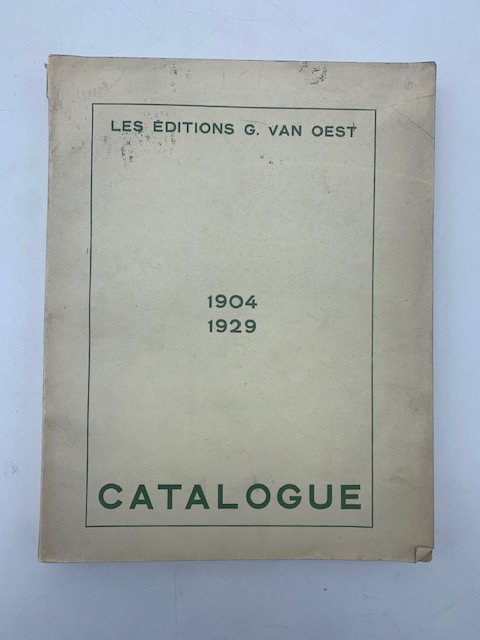 LES ÉDITIONS G. VAN OEST
1904
1929
CATALOGUE